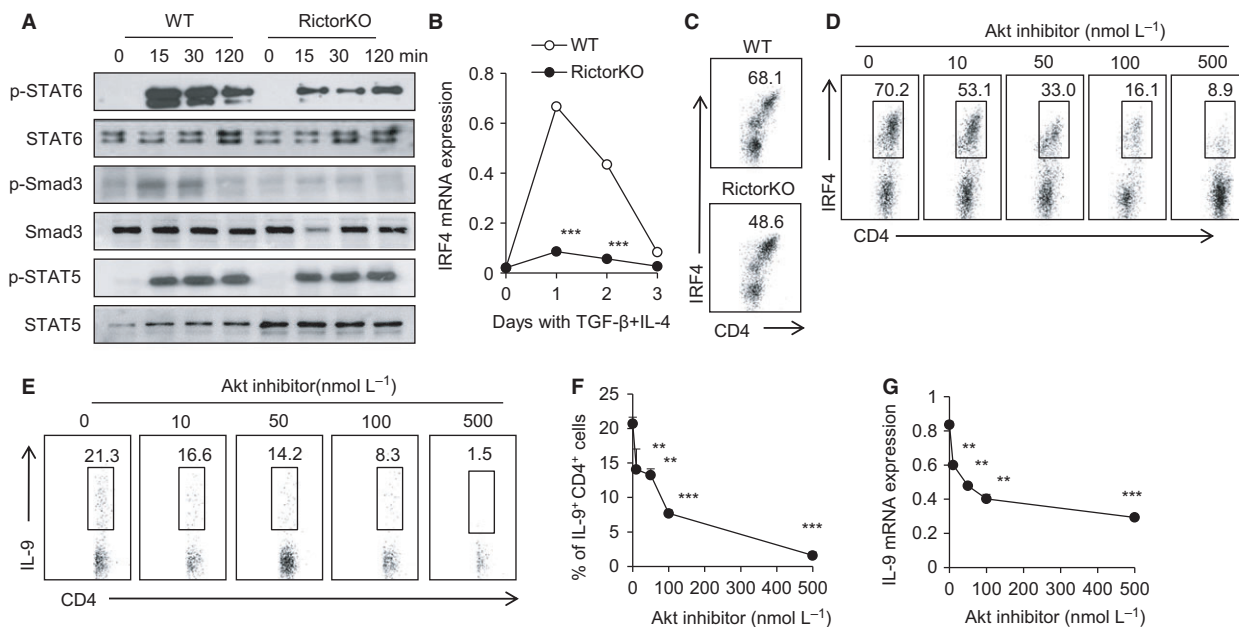 A
WT RictorKO
0 15 30 120 0 15 30 120 min
p-STAT6
STAT6
p-Smad3
Smad3
p-STAT5
STAT5
B
WT
RictorKO
IRF4 mRNA expression
0.8
0.6
0.4
0.2
0
*** ***
0 1 2 3
Days with TGF-β+IL-4
C
WT
68.1
RictorKO
48.6
IRF4
CD4
D
Akt inhibitor (nmol L⁻¹)
0 10 50 100 500
70.2 53.1 33.0 16.1 8.9
IRF4
CD4
E
Akt inhibitor(nmol L⁻¹)
0 10 50 100 500
21.3 16.6 14.2 8.3 1.5
IL-9
CD4
F
% of IL-9⁺ CD4⁺ cells
25
20
15
10
5
0
**
**
***
***
0 100 200 300 400 500
Akt inhibitor (nmol L⁻¹)
G
IL-9 mRNA expression
1
0.8
0.6
0.4
0.2
0
**
**
**
***
0 100 200 300 400 500
Akt inhibitor (nmol L⁻¹)